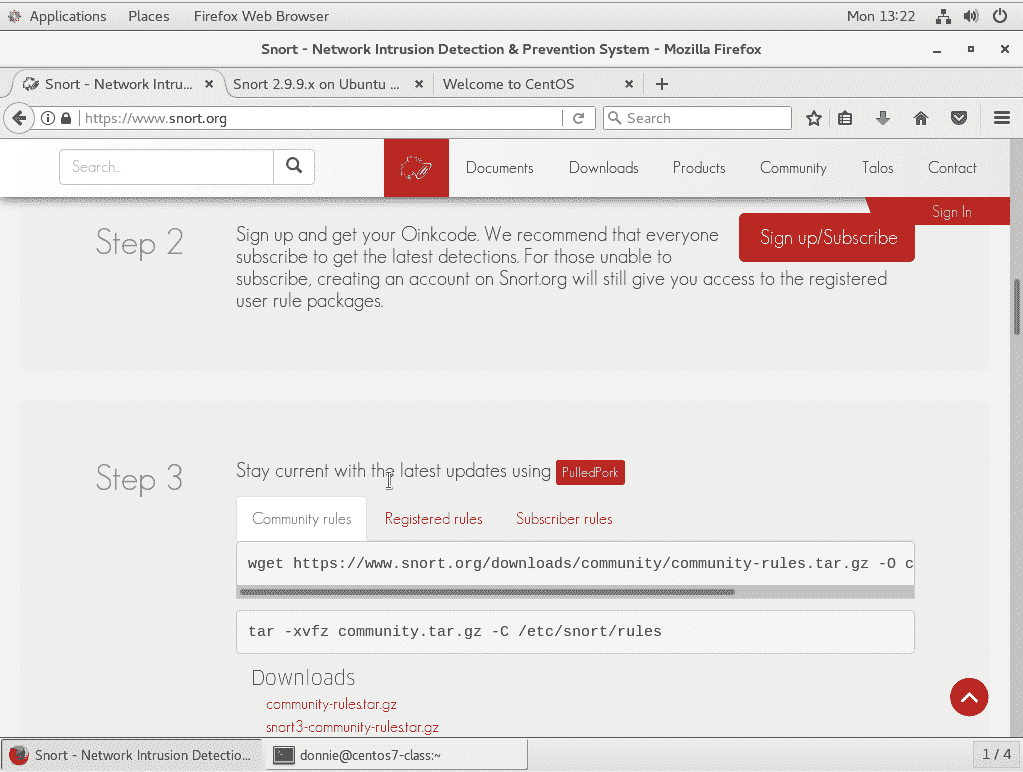 Applications Places Firefox Web Browser Mon 13:22
Snort - Network Intrusion Detection & Prevention System - Mozilla Firefox
Snort - Network Intru... Snort 2.9.9.x on Ubuntu ... Welcome to CentOS
https://www.snort.org Search
Search... Documents Downloads Products Community Talos Contact
Sign In
Step 2
Sign up/Subscribe
Sign up and get your Oinkcode. We recommend that everyone
subscribe to get the latest detections. For those unable to
subscribe, creating an account on Snort.org will still give you access to the registered
user rule packages.
Step 3
Stay current with the latest updates using PulledPork
Community rules Registered rules Subscriber rules
wget https://www.snort.org/downloads/community/community-rules.tar.gz -O c
tar -xvfz community.tar.gz -C /etc/snort/rules
Downloads
community-rules.tar.gz
snort3-community-rules.tar.gz
Snort - Network Intrusion Detectio... donnie@centos7-class:~ 1 / 4